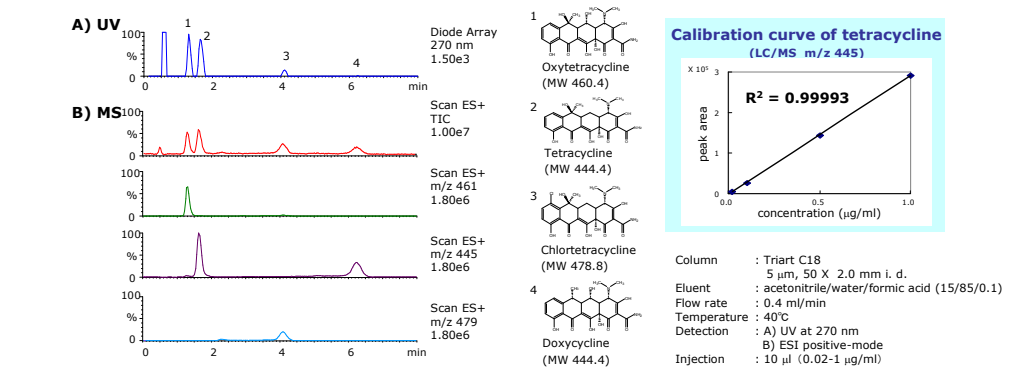 A) UV
100
%
0
2
4
6
min
1
2
3
4
Diode Array
270 nm
1.50e3
B) MS
100
%
Scan ES+
TIC
1.00e7
100
%
0
Scan ES+
m/z 461
1.80e6
100
%
0
Scan ES+
m/z 445
1.80e6
100
%
0
Scan ES+
m/z 479
1.80e6
0
2
4
6
min
1
Oxytetracycline
(MW 460.4)
2
Tetracycline
(MW 444.4)
3
Chlortetracycline
(MW 478.8)
4
Doxycycline
(MW 444.4)
Calibration curve of tetracycline
(LC/MS m/z 445)
X 10⁵
3
2
1
0
R² = 0.99993
peak area
0.0
0.5
1.0
concentration (μg/ml)
Column : Triart C18
5 μm, 50 X 2.0 mm i. d.
Eluent : acetonitrile/water/formic acid (15/85/0.1)
Flow rate : 0.4 ml/min
Temperature : 40℃
Detection : A) UV at 270 nm
B) ESI positive-mode
Injection : 10 μl (0.02-1 μg/ml)